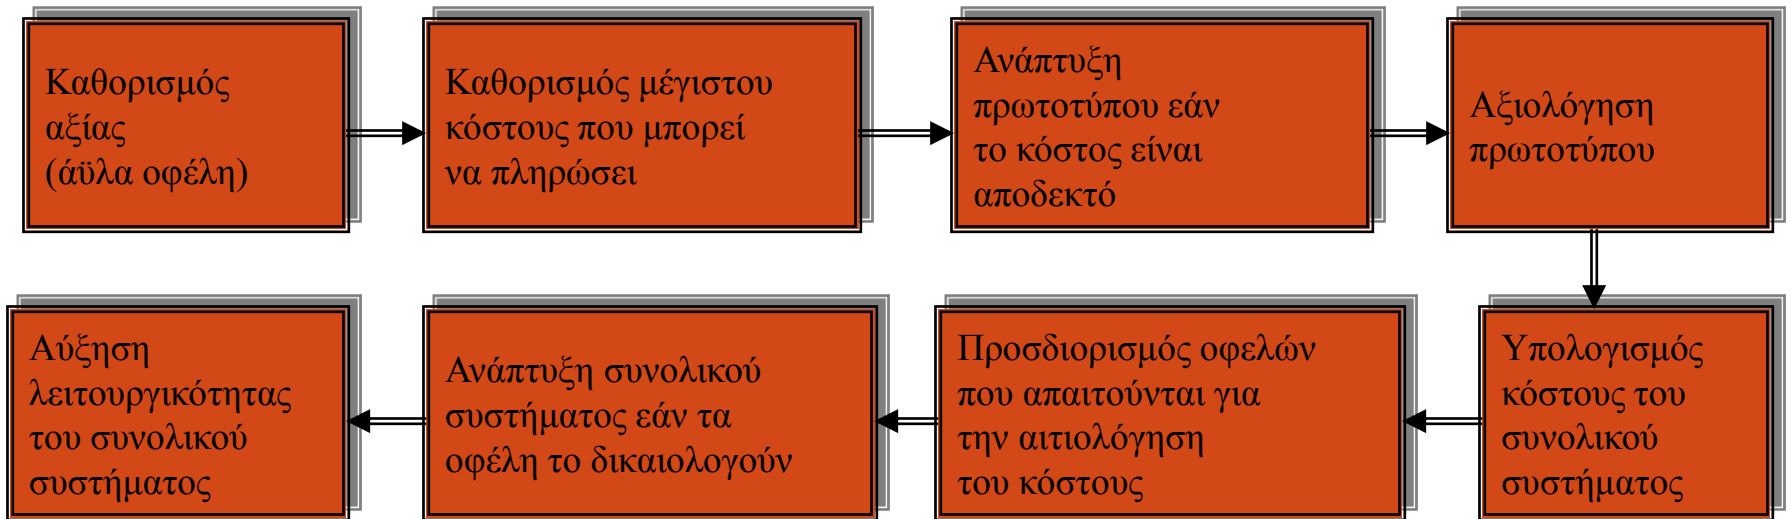 Καθορισμός
αξίας
(άϋλα οφέλη)
Καθορισμός μέγιστου
κόστους που μπορεί
να πληρώσει
Ανάπτυξη
πρωτοτύπου εάν
το κόστος είναι
αποδεκτό
Αξιολόγηση
πρωτοτύπου
Υπολογισμός
κόστους του
συνολικού
συστήματος
Προσδιορισμός οφελών
που απαιτούνται για
την αιτιολόγηση
του κόστους
Ανάπτυξη συνολικού
συστήματος εάν τα
οφέλη το δικαιολογούν
Αύξηση
λειτουργικότητας
του συνολικού
συστήματος